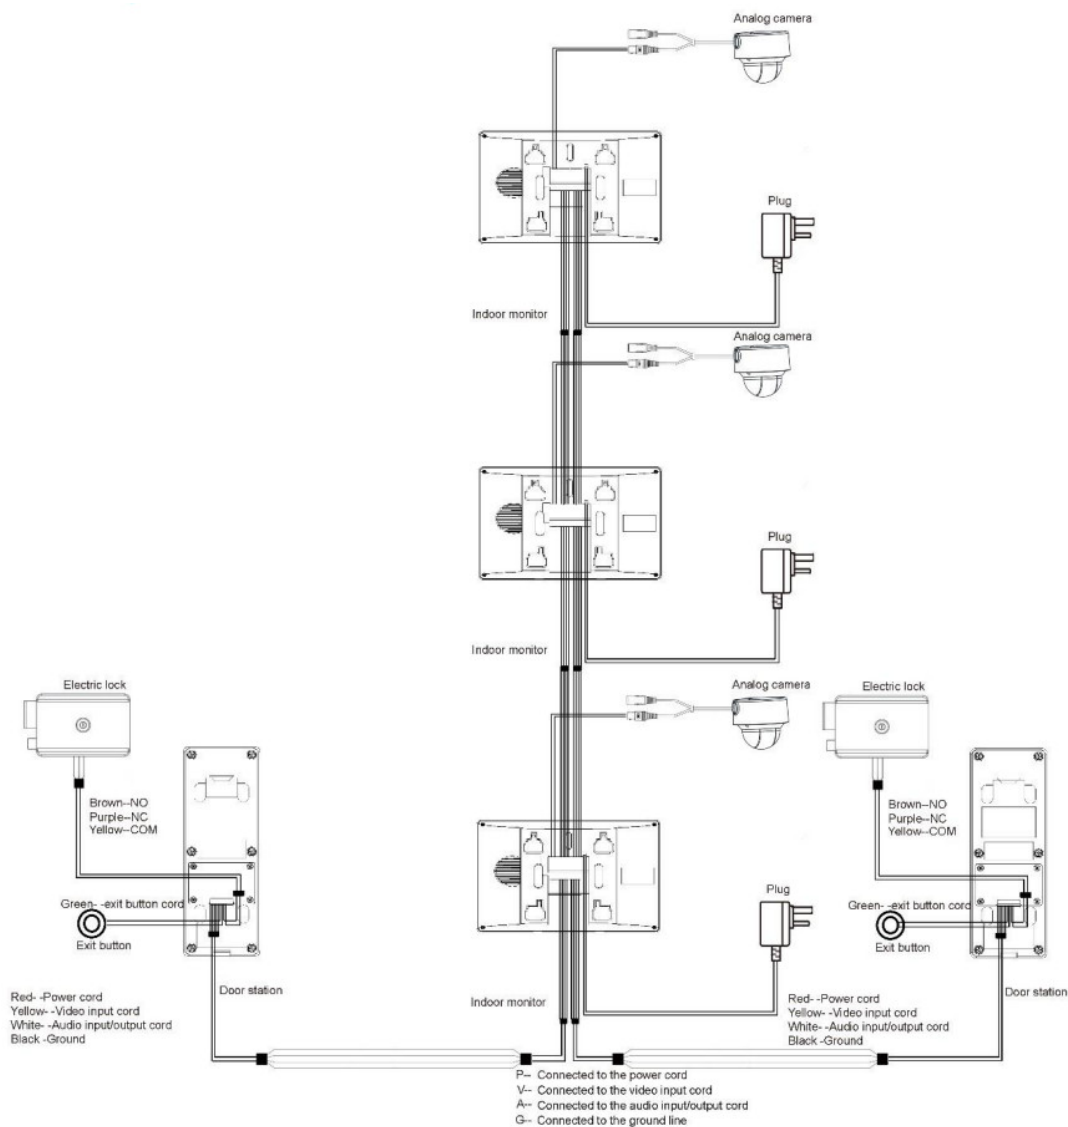 Analog camera
Plug
Indoor monitor
Analog camera
Plug
Indoor monitor
Electric lock
Analog camera
Electric lock
Brown--NO
Purple--NC
Yellow--COM
Brown--NO
Purple--NC
Yellow--COM
Plug
Green- -exit button cord
Exit button
Green- -exit button cord
Exit button
Door station
Indoor monitor
Door station
Red- -Power cord
Yellow- -Video input cord
White- -Audio input/output cord
Black -Ground
Red- -Power cord
Yellow- -Video input cord
White- -Audio input/output cord
Black -Ground
P-- Connected to the power cord
V-- Connected to the video input cord
A-- Connected to the audio input/output cord
G-- Connected to the ground line